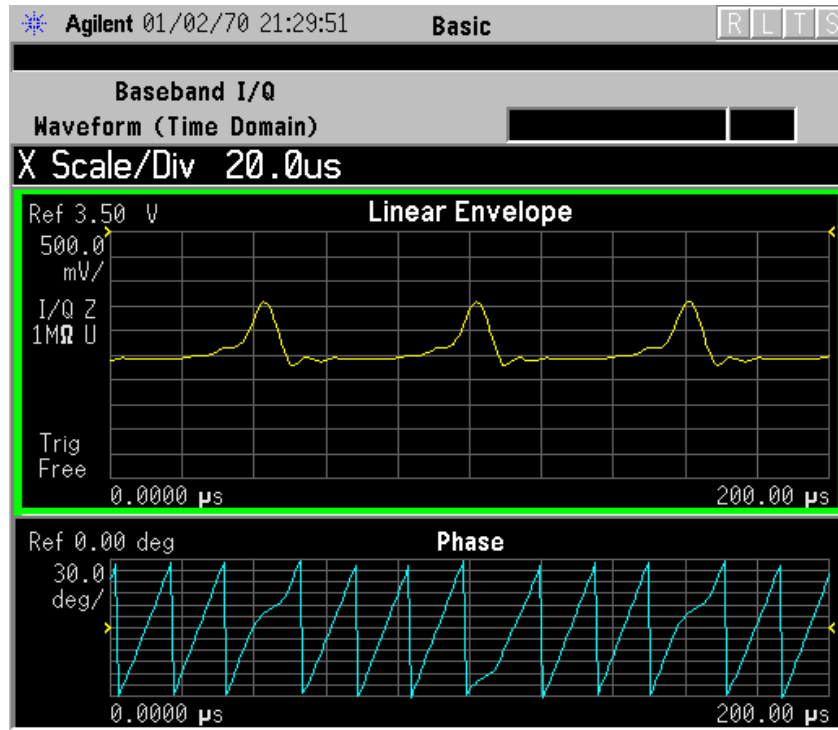 Agilent 01/02/70 21:29:51 Basic R L T S
Baseband I/Q
Waveform (Time Domain)
X Scale/Div 20.0us
Ref 3.50 V Linear Envelope
500.0
mV/
I/Q Z
1MΩ U
Trig
Free
0.0000 µs 200.00 µs
Ref 0.00 deg Phase
30.0
deg/
0.0000 µs 200.00 µs